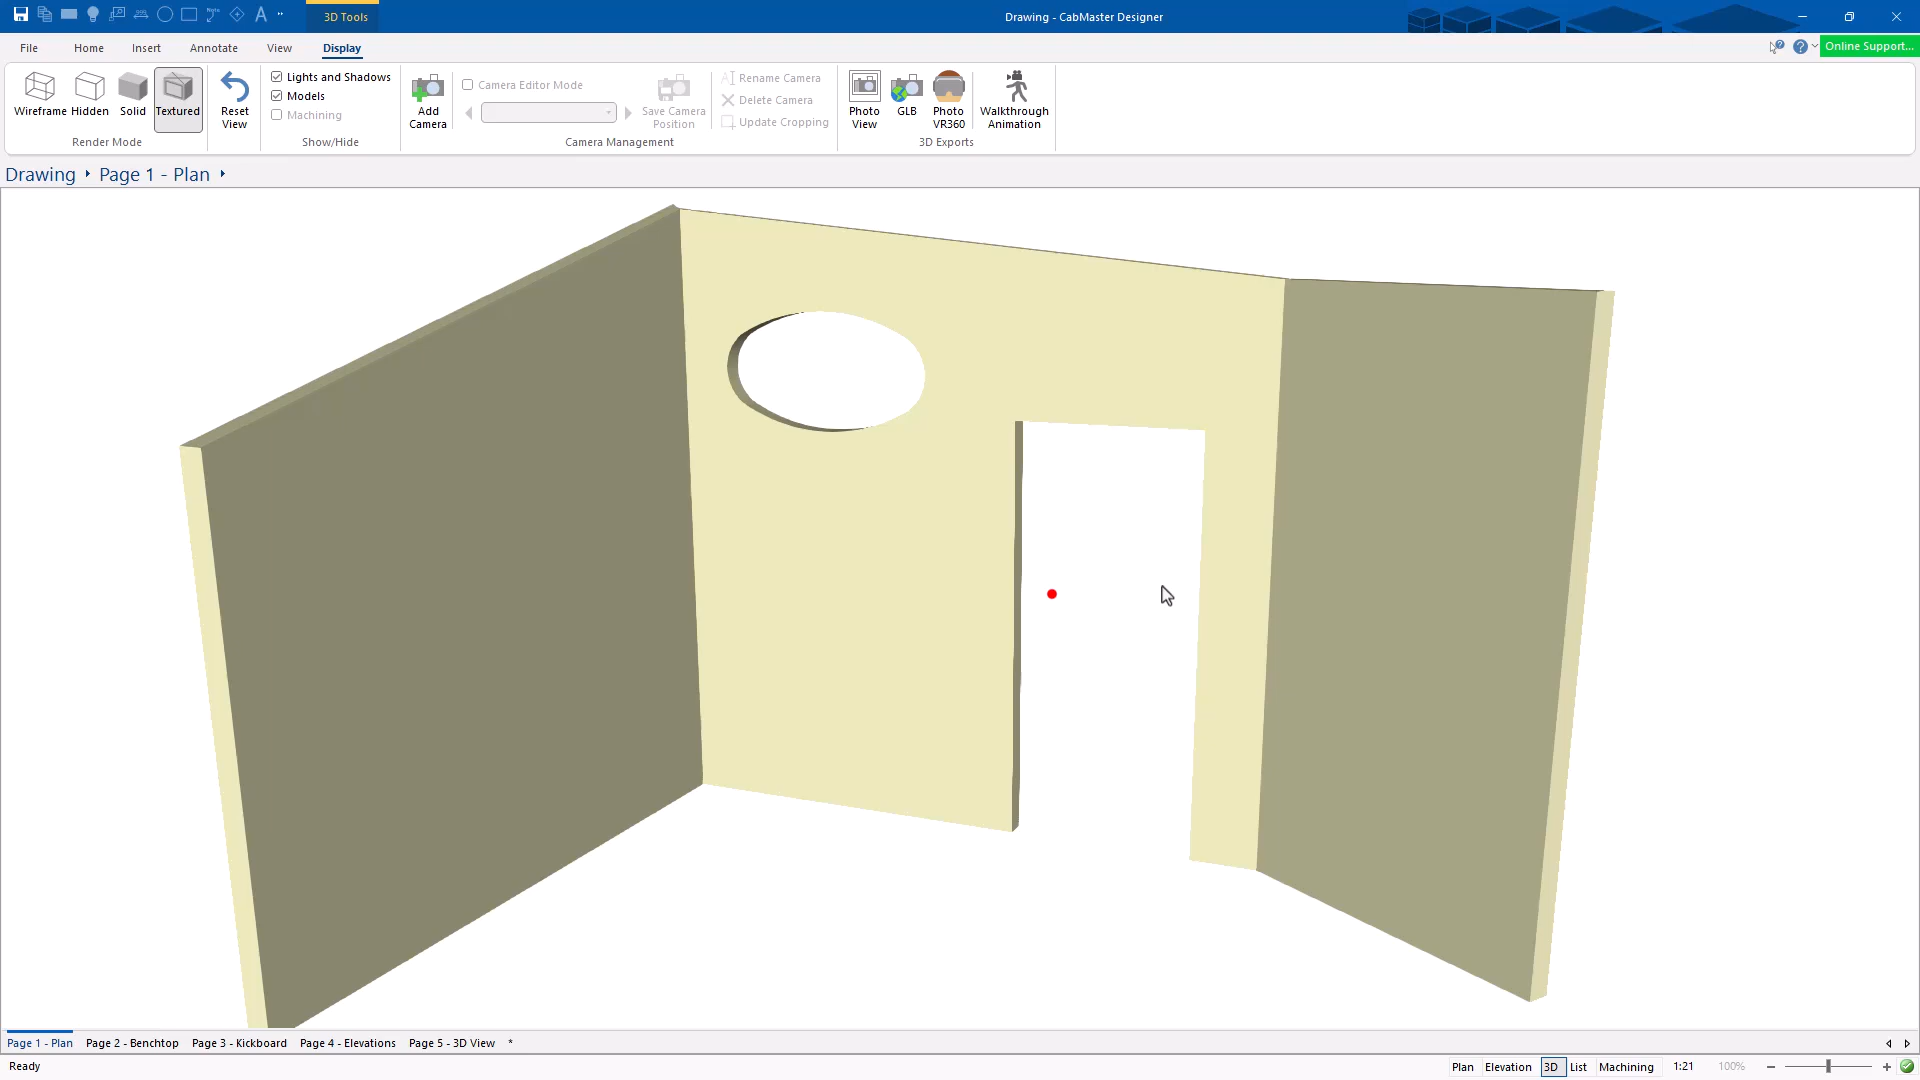 3D Tools
Drawing - CabMaster Designer
File Home Insert Annotate View Display
Online Support...
Wireframe Hidden Solid Textured
Render Mode
Reset View
Lights and Shadows
Models
Machining
Show/Hide
Add Camera
Camera Editor Mode
Save Camera Position
Rename Camera
Delete Camera
Update Cropping
Camera Management
Photo View
GLB
Photo VR360
Walkthrough Animation
3D Exports
Drawing Page 1 - Plan
Page 1 - Plan Page 2 - Benchtop Page 3 - Kickboard Page 4 - Elevations Page 5 - 3D View *
Ready
Plan Elevation 3D List Machining 1:21 100%